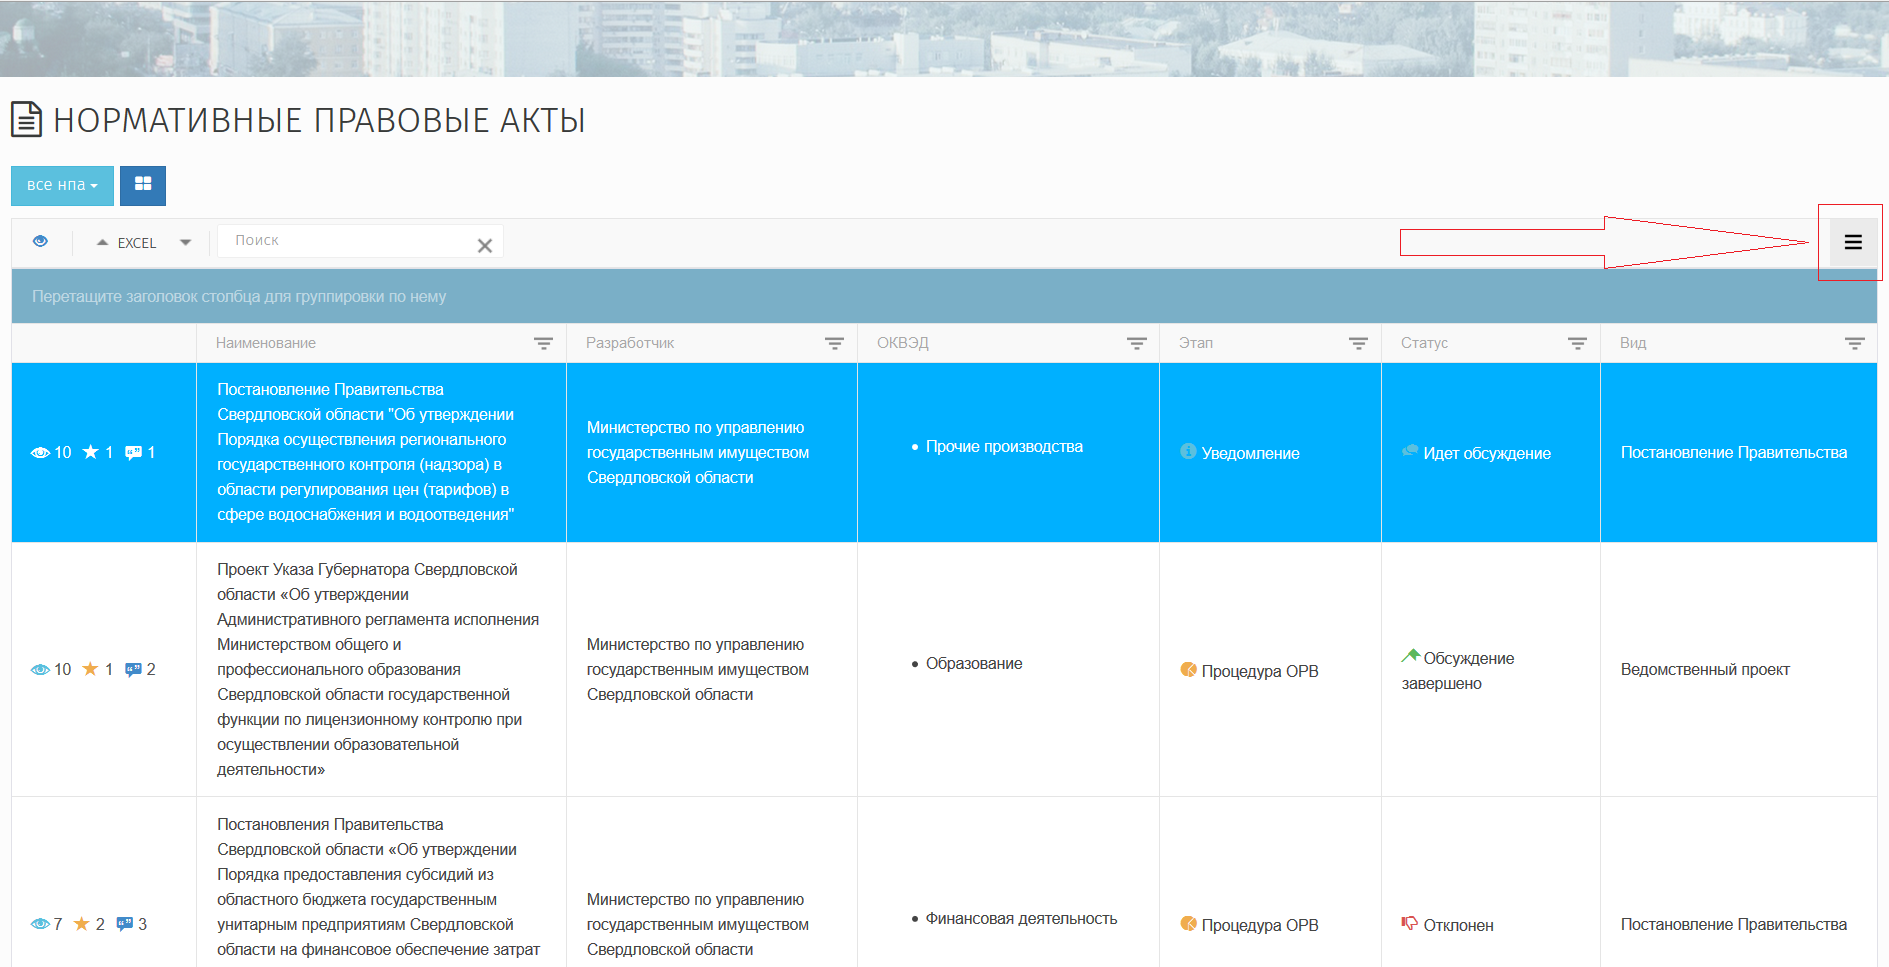 НОРМАТИВНЫЕ ПРАВОВЫЕ АКТЫ
все нпа
EXCEL
Поиск
Перетащите заголовок столбца для группировки по нему
Наименование
Разработчик
ОКВЭД
Этап
Статус
Вид
10 1 1
Постановление Правительства
Свердловской области "Об утверждении
Порядка осуществления регионального
государственного контроля (надзора) в
области регулирования цен (тарифов) в
сфере водоснабжения и водоотведения"
Министерство по управлению
государственным имуществом
Свердловской области
• Прочие производства
Уведомление
Идет обсуждение
Постановление Правительства
10 1 2
Проект Указа Губернатора Свердловской
области «Об утверждении
Административного регламента исполнения
Министерством общего и
профессионального образования
Свердловской области государственной
функции по лицензионному контролю при
осуществлении образовательной
деятельности»
Министерство по управлению
государственным имуществом
Свердловской области
• Образование
Процедура ОРВ
Обсуждение
завершено
Ведомственный проект
7 2 3
Постановления Правительства
Свердловской области «Об утверждении
Порядка предоставления субсидий из
областного бюджета государственным
унитарным предприятиям Свердловской
области на финансовое обеспечение затрат
Министерство по управлению
государственным имуществом
Свердловской области
• Финансовая деятельность
Процедура ОРВ
Отклонен
Постановление Правительства